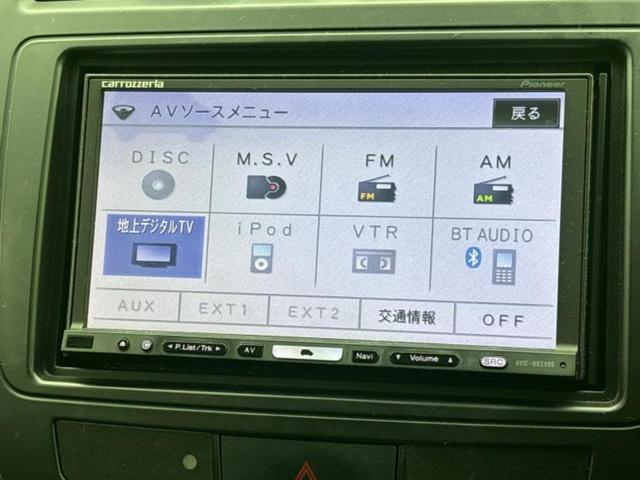 carrozzeria Pioneer
AVソースメニュー 戻る
DISC M.S.V FM AM
FM AM
地上デジタルTV iPod VTR BT AUDIO
AUX EXT1 EXT2 交通情報 OFF
P.List/Trk AV Navi Volume SRC